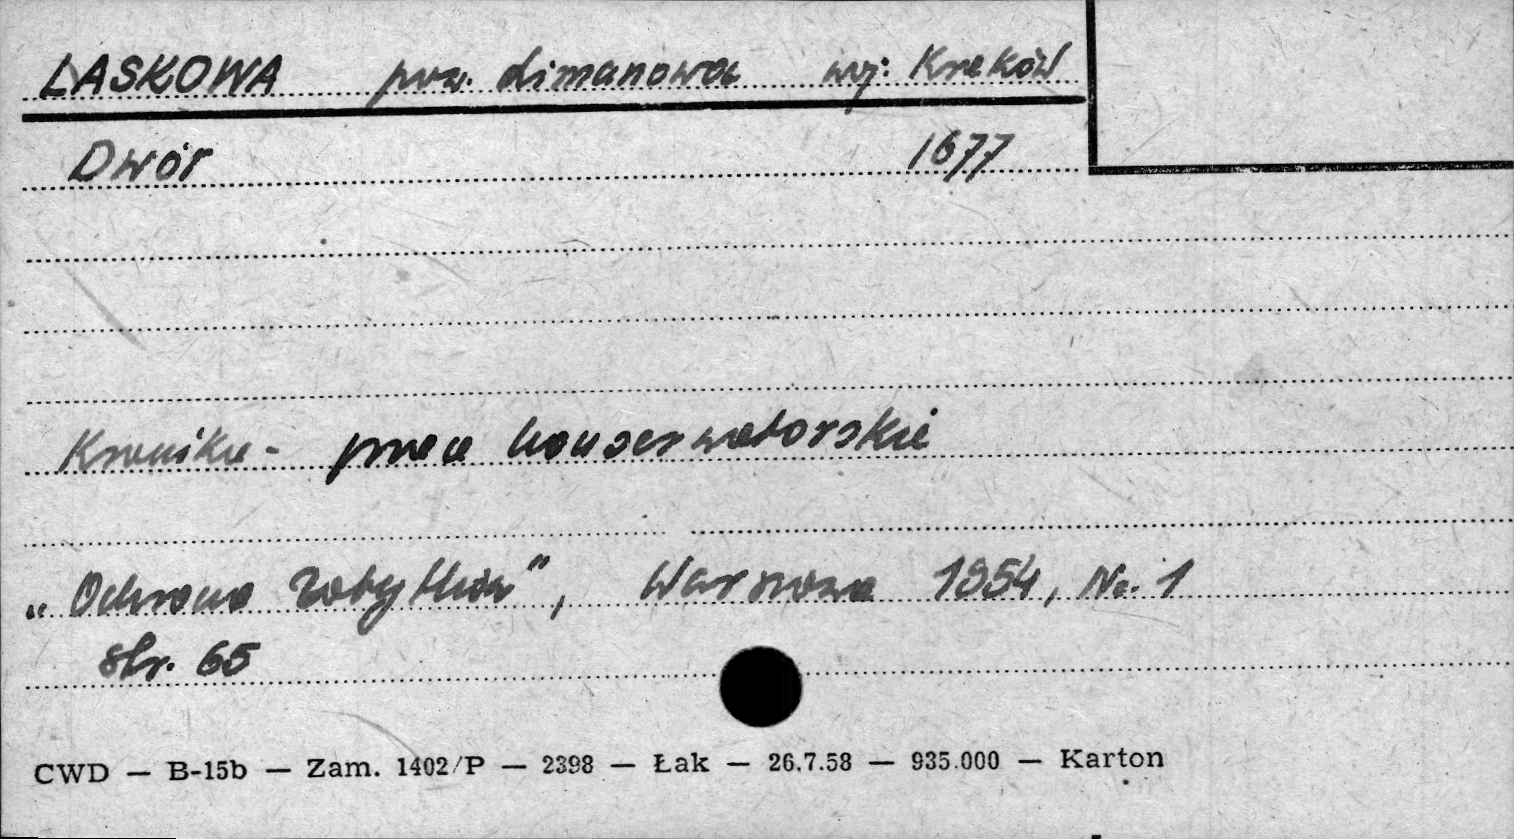 LASKOWA pow. Limanowa woj: Kraków
Dwór 1677
Kronika - prace konserwatorskie
„Ochrona Zabytków", Warszawa 1954, Nr. 1
str. 65
CWD — B-15b — Zam. 1402/P — 2398 — Łak — 26.7.58 — 935.000 — Karton